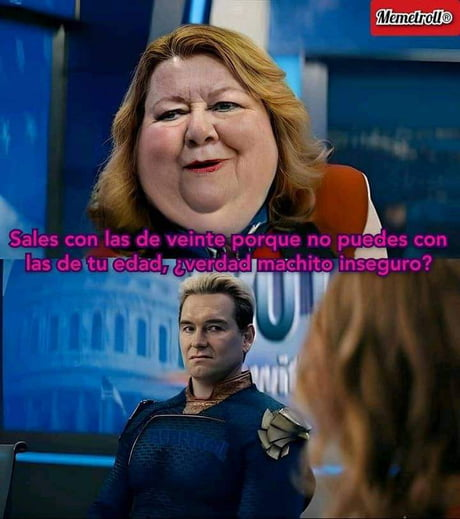 Memetroll®
Sales con las de veinte porque no puedes con
las de tu edad, ¿verdad machito inseguro?